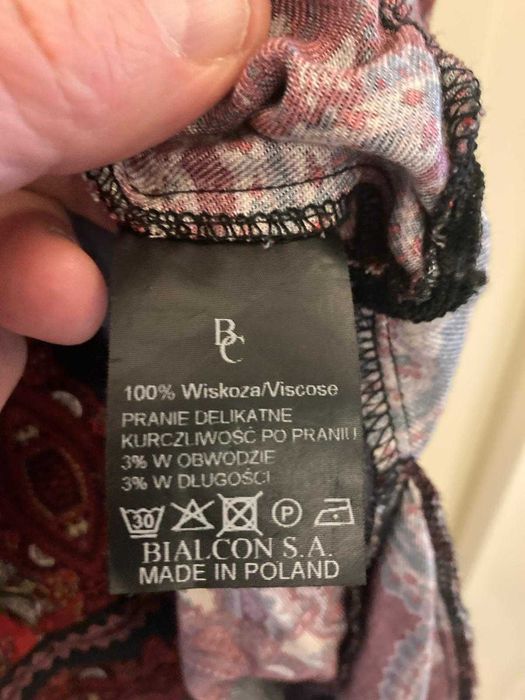 BC
100% Wiskoza/Viscose
PRANIE DELIKATNE
KURCZLIWOŚĆ PO PRANIU
3% W OBWODZIE
3% W DŁUGOŚCI
30 P
BIALCON S.A.
MADE IN POLAND